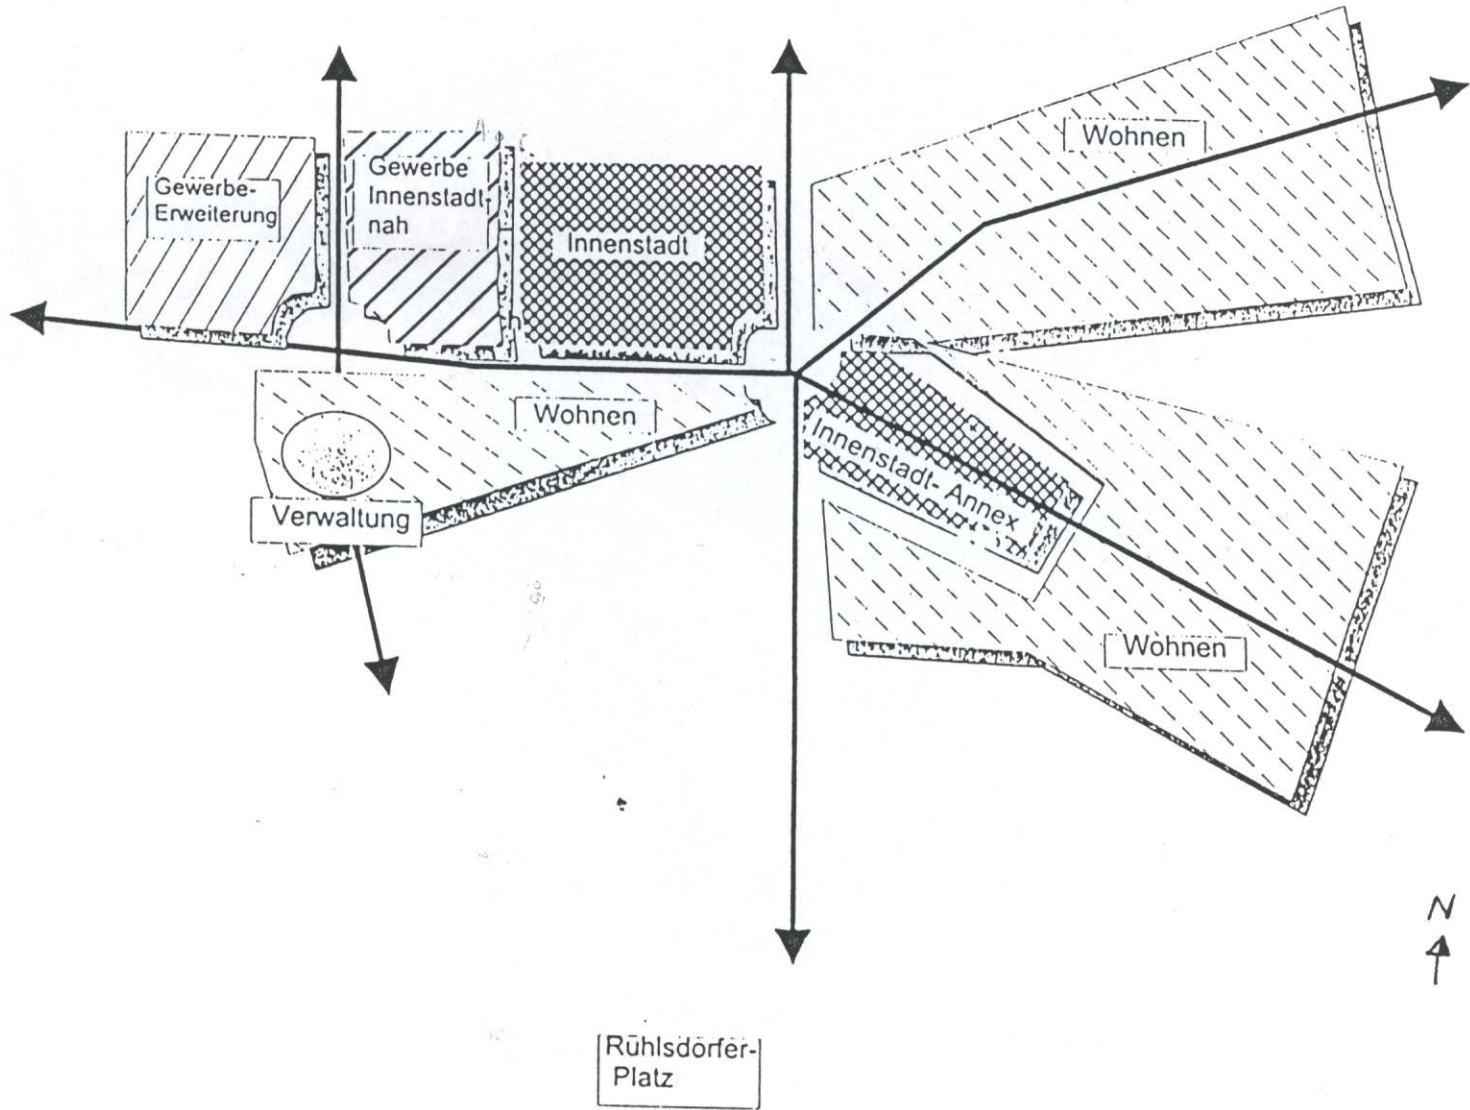 Wohnen
Gewerbe-
Erweiterung
Gewerbe
Innenstadt-
nah
Innenstadt
Wohnen
Innenstadt- Annex
Verwaltung
Wohnen
N
Rühlsdorfer-
Platz